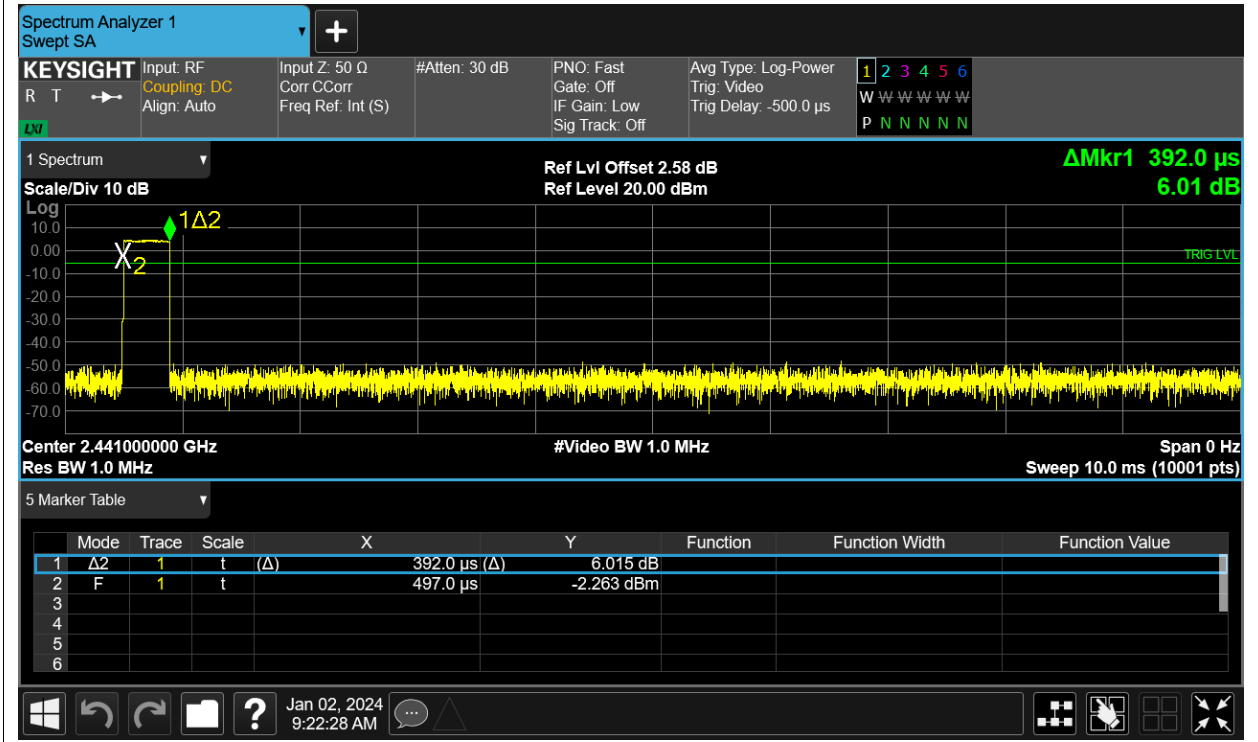 Spectrum Analyzer 1
Swept SA
+
KEYSIGHT Input: RF Input Z: 50 Ω #Atten: 30 dB PNO: Fast Avg Type: Log-Power 1 2 3 4 5 6
R T Coupling: DC Corr CCorr Gate: Off Trig: Video W W W W W W
Align: Auto Freq Ref: Int (S) IF Gain: Low Trig Delay: -500.0 µs P N N N N N
LXI Sig Track: Off
1 Spectrum Ref Lvl Offset 2.58 dB ΔMkr1 392.0 µs
Scale/Div 10 dB Ref Level 20.00 dBm 6.01 dB
Log
10.0 1Δ2
0.00 X2 TRIG LVL
-10.0
-20.0
-30.0
-40.0
-50.0
-60.0
-70.0
Center 2.441000000 GHz #Video BW 1.0 MHz Span 0 Hz
Res BW 1.0 MHz Sweep 10.0 ms (10001 pts)
5 Marker Table
Mode Trace Scale X Y Function Function Width Function Value
1 Δ2 1 t (Δ) 392.0 µs (Δ) 6.015 dB
2 F 1 t 497.0 µs -2.263 dBm
3
4
5
6
? Jan 02, 2024
9:22:28 AM